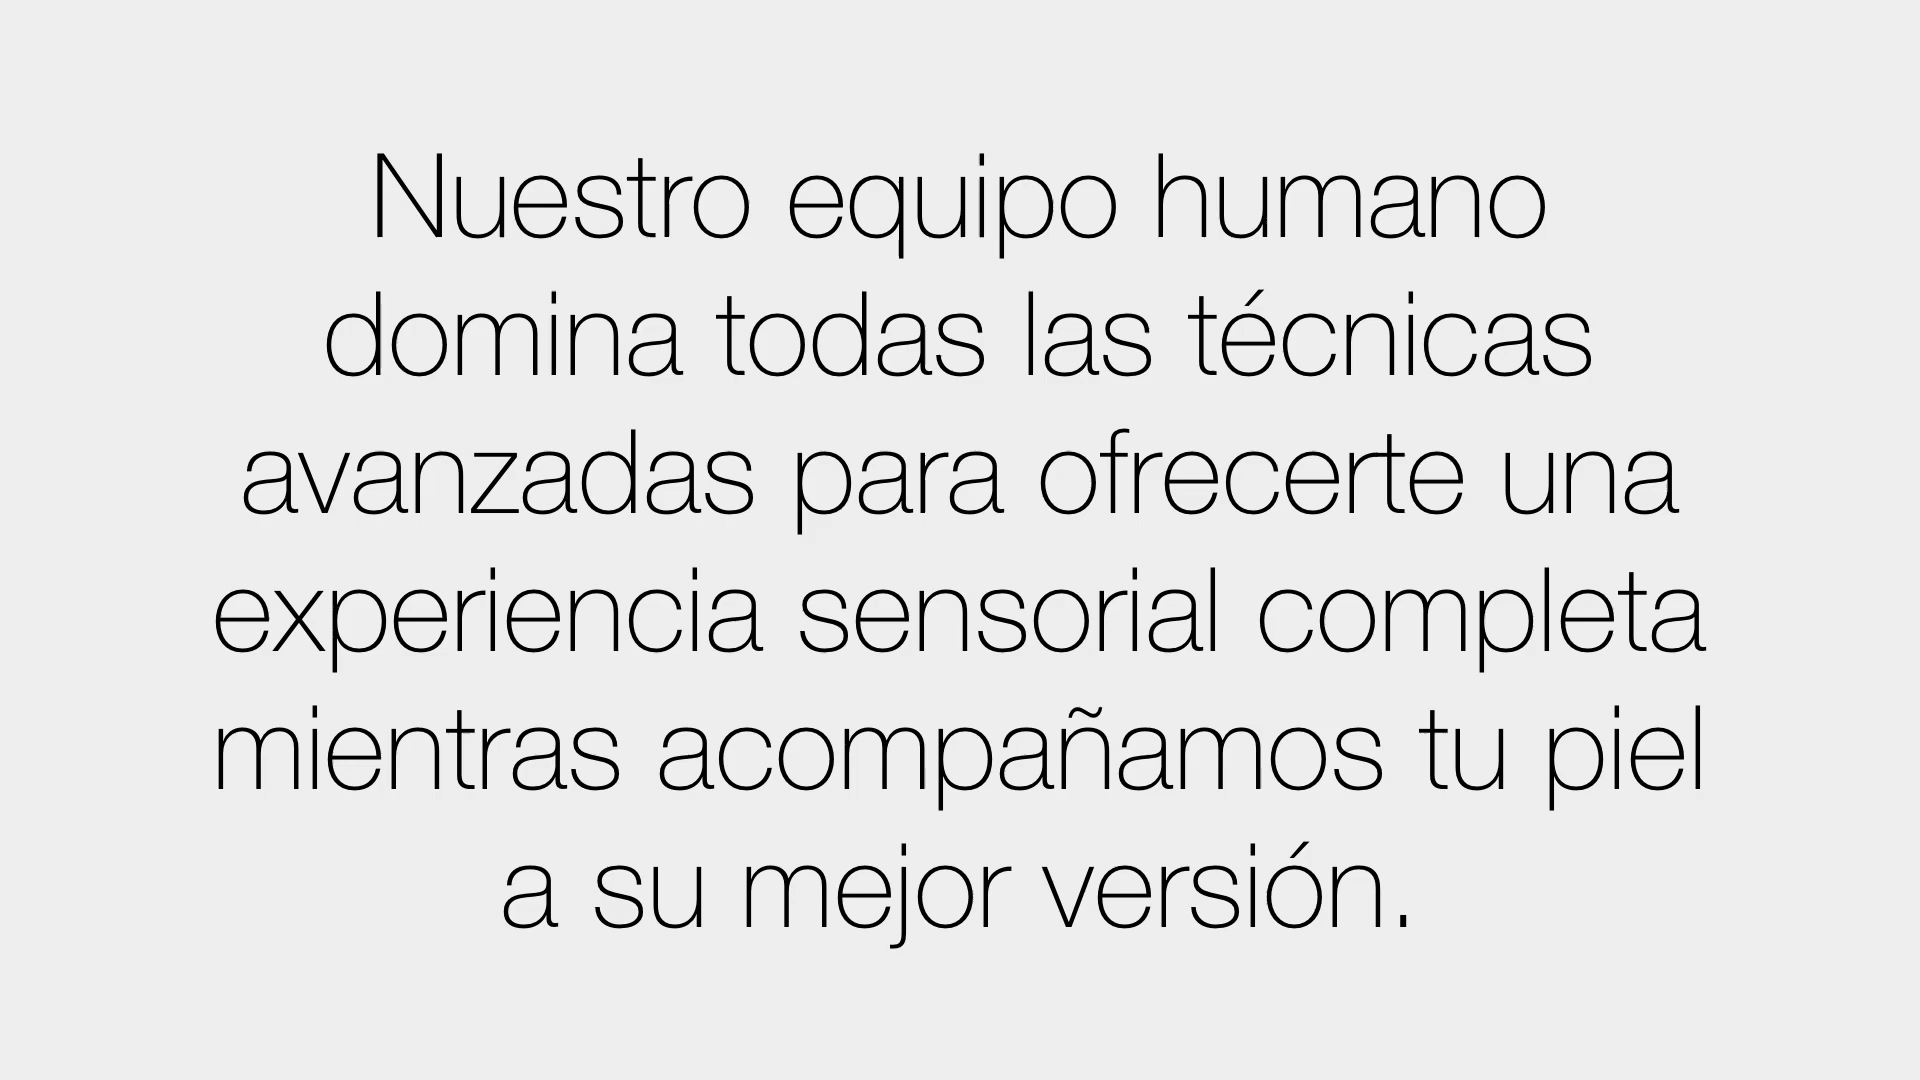 Nuestro equipo humano
domina todas las técnicas
avanzadas para ofrecerte una
experiencia sensorial completa
mientras acompañamos tu piel
a su mejor versión.